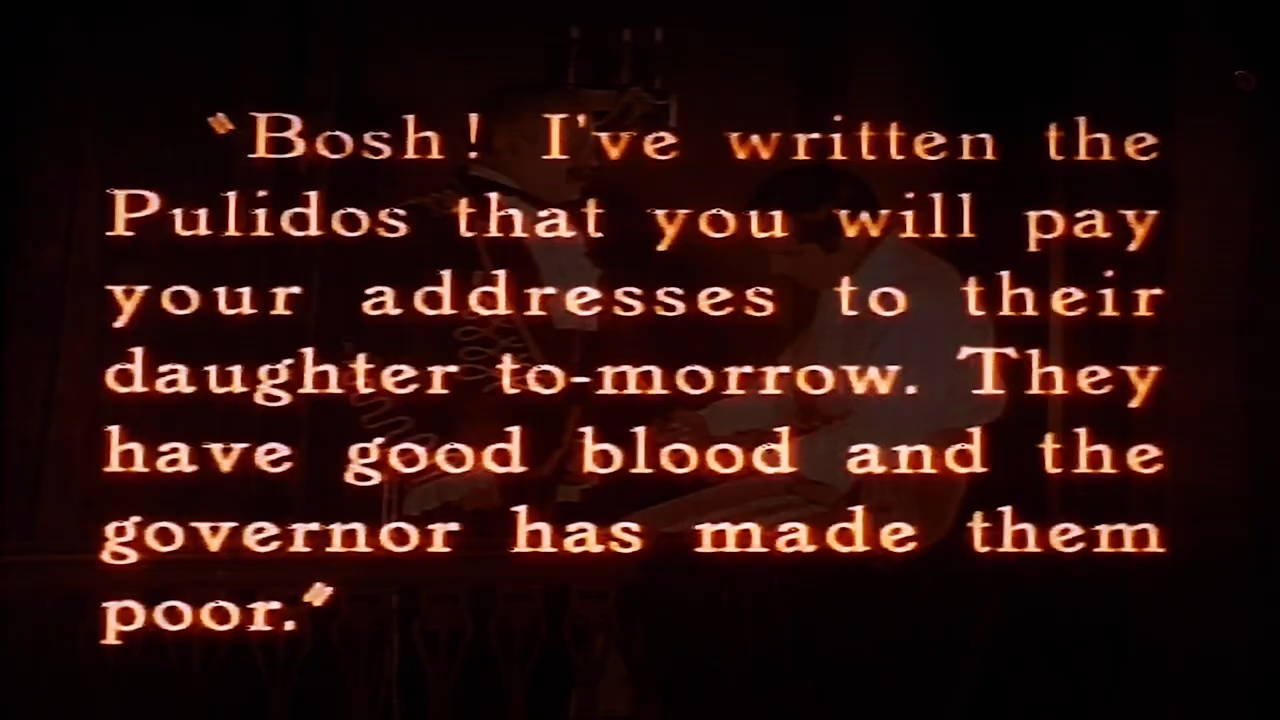 "Bosh! I've written the
Pulidos that you will pay
your addresses to their
daughter to-morrow. They
have good blood and the
governor has made them
poor."